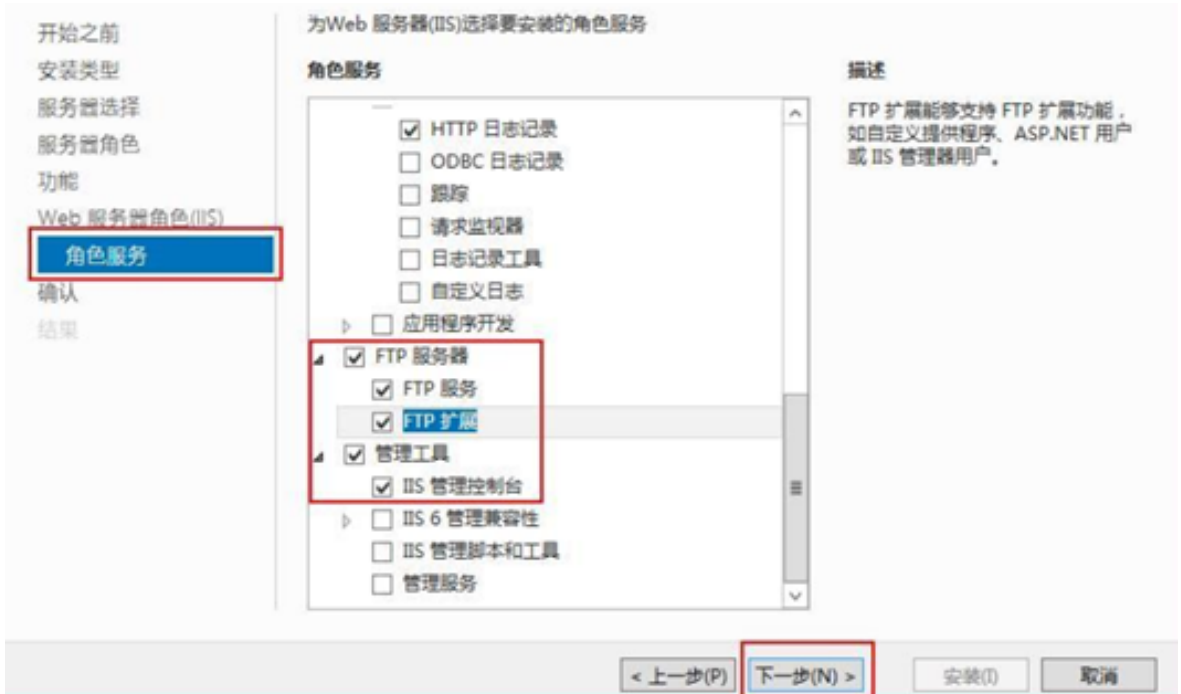 为Web 服务器(IIS)选择要安装的角色服务
开始之前
安装类型
服务器选择
服务器角色
功能
Web 服务器角色(IIS)
角色服务
确认
结果
角色服务
HTTP 日志记录
ODBC 日志记录
跟踪
请求监视器
日志记录工具
自定义日志
应用程序开发
FTP 服务器
FTP 服务
FTP 扩展
管理工具
IIS 管理控制台
IIS 6 管理兼容性
IIS 管理脚本和工具
管理服务
描述
FTP 扩展能够支持 FTP 扩展功能，
如自定义提供程序、ASP.NET 用户
或 IIS 管理器用户。
< 上一步(P)
下一步(N) >
安装(I)
取消